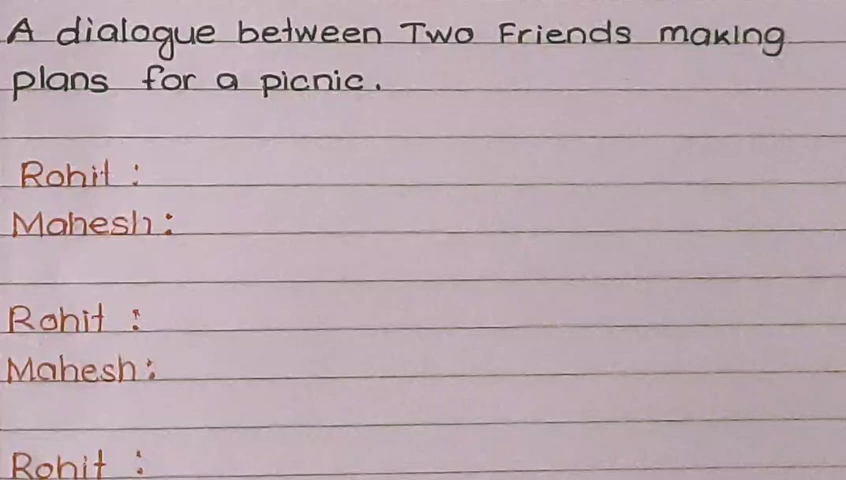 A dialogue between Two Friends making
plans for a picnic.
Rohit :
Mahesh :
Rohit :
Mahesh :
Rohit :